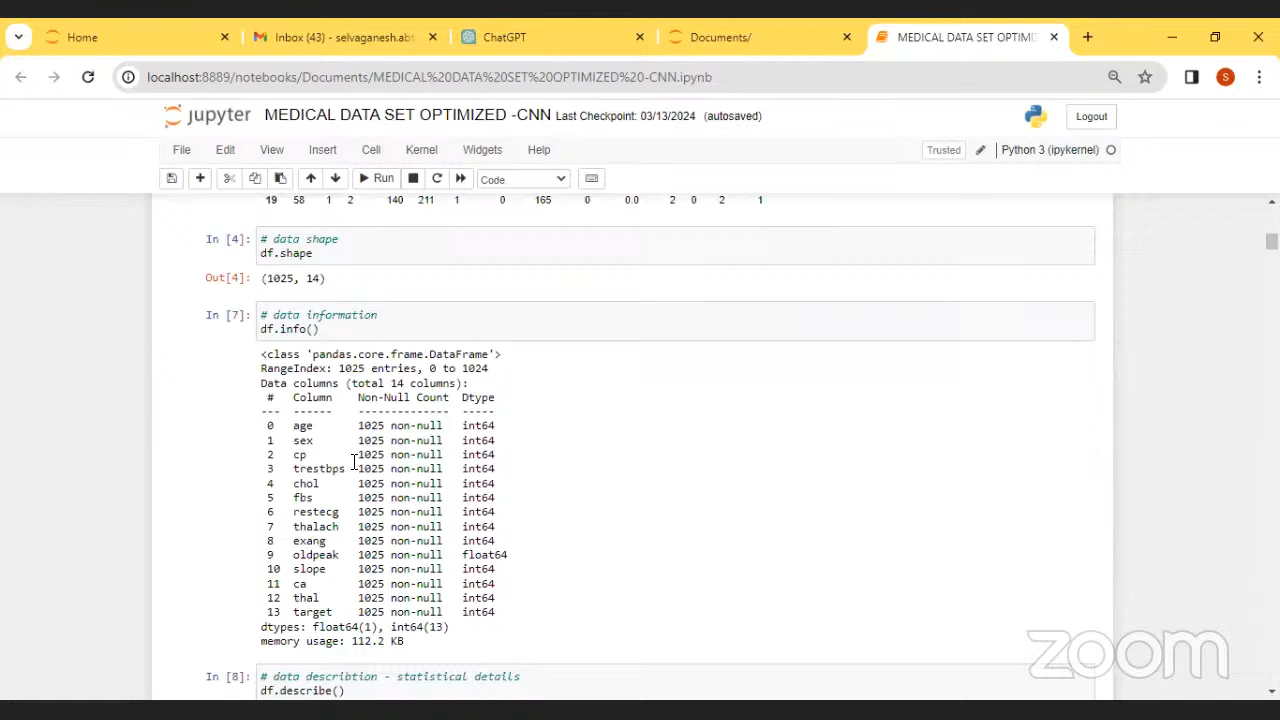 Home
Inbox (43) - selvaganesh.abt
ChatGPT
Documents/
MEDICAL DATA SET OPTIMIZ
localhost:8889/notebooks/Documents/MEDICAL%20DATA%20SET%20OPTIMIZED%20-CNN.ipynb
S
jupyter MEDICAL DATA SET OPTIMIZED -CNN Last Checkpoint: 03/13/2024 (autosaved)
Logout
File Edit View Insert Cell Kernel Widgets Help
Trusted Python 3 (ipykernel)
Run Code
19 58 1 2 140 211 1 0 165 0 0.0 2 0 2 1
In [4]: # data shape
df.shape
Out[4]: (1025, 14)
In [7]: # data information
df.info()
<class 'pandas.core.frame.DataFrame'>
RangeIndex: 1025 entries, 0 to 1024
Data columns (total 14 columns):
# Column Non-Null Count Dtype
--- ------ -------------- -----
0 age 1025 non-null int64
1 sex 1025 non-null int64
2 cp 1025 non-null int64
3 trestbps 1025 non-null int64
4 chol 1025 non-null int64
5 fbs 1025 non-null int64
6 restecg 1025 non-null int64
7 thalach 1025 non-null int64
8 exang 1025 non-null int64
9 oldpeak 1025 non-null float64
10 slope 1025 non-null int64
11 ca 1025 non-null int64
12 thal 1025 non-null int64
13 target 1025 non-null int64
dtypes: float64(1), int64(13)
memory usage: 112.2 KB
In [8]: # data describtion - statistical details
df.describe()
zoom